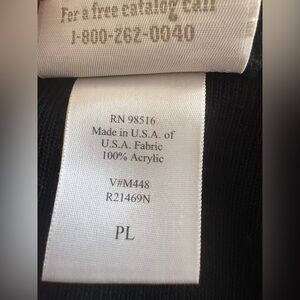 For a free catalog call
1-800-262-0040
RN 98516
Made in U.S.A. of
U.S.A. Fabric
100% Acrylic
V#M448
R21469N
PL